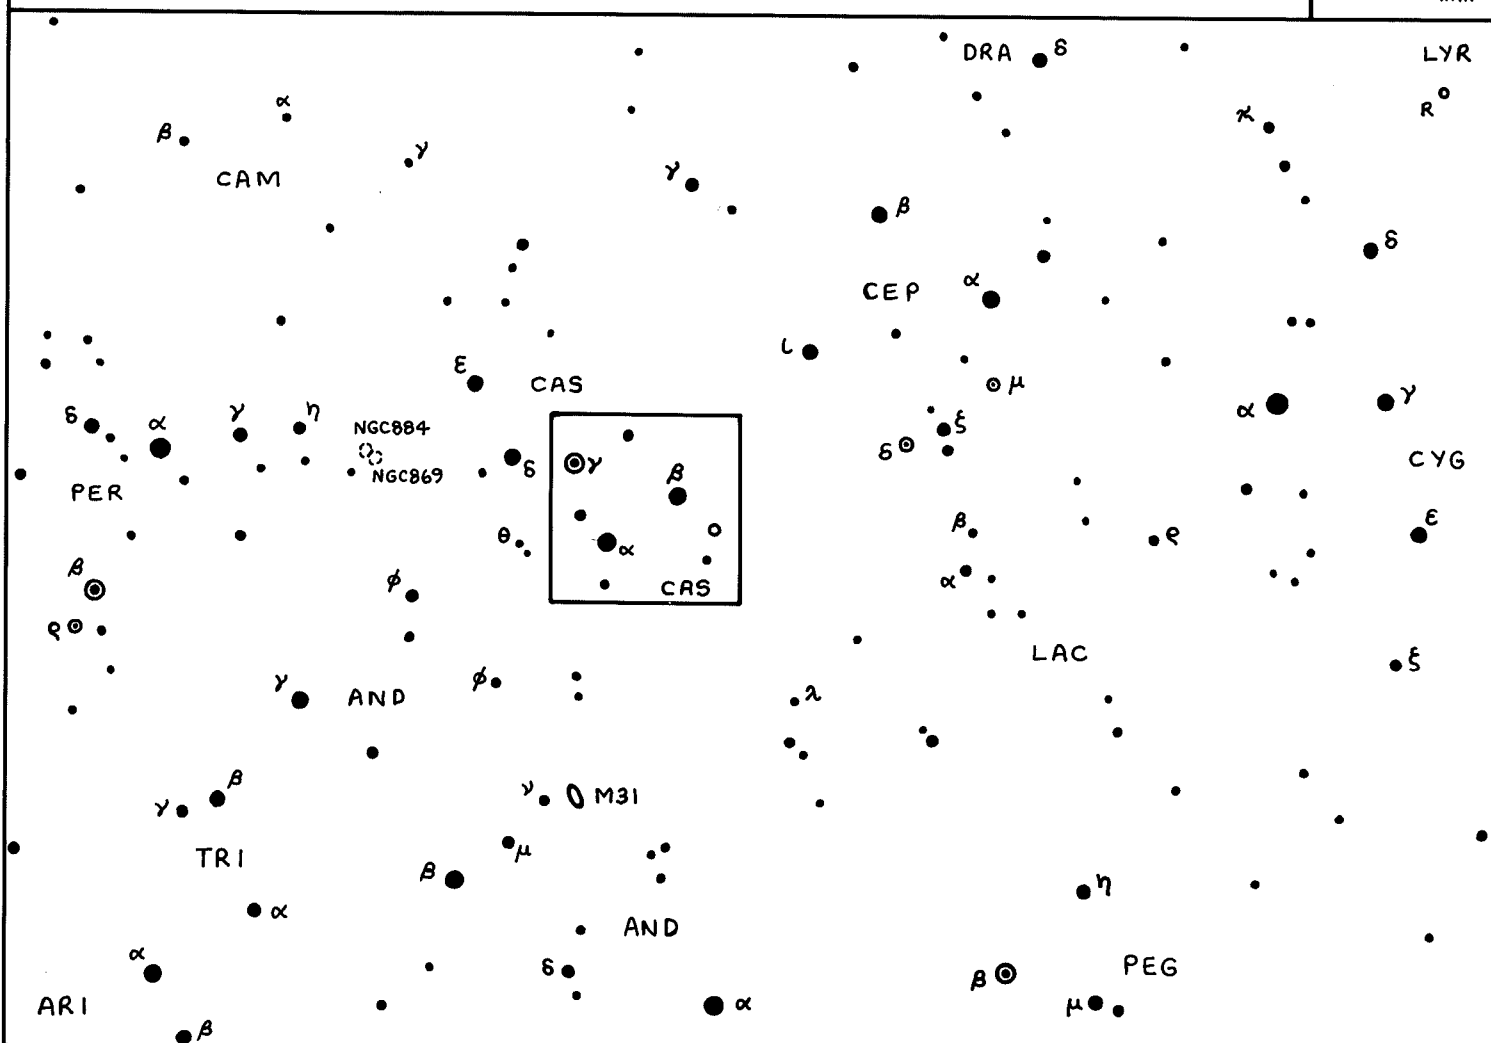 DRA δ
LYR
R
α
β
κ
γ
CAM
γ
β
δ
α
CEP
ι
ε
CAS
μ
δ
α
γ
η
α
γ
NGC884
ξ
δ
δ
γ
CYG
NGC869
β
PER
ε
θ
β
ρ
α
β
φ
α
CAS
ρ
LAC
ξ
γ
φ
AND
λ
β
ν
M31
γ
TRI
μ
β
η
α
AND
α
δ
PEG
β
ARI
α
μ
β